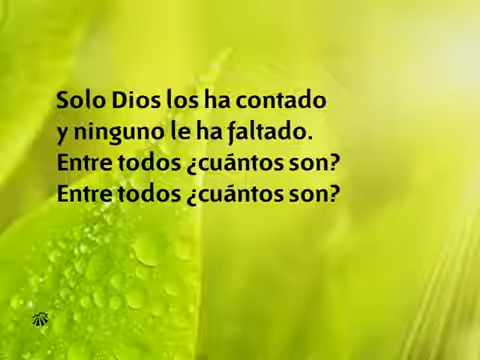 Solo Dios los ha contado
y ninguno le ha faltado.
Entre todos ¿cuántos son?
Entre todos ¿cuántos son?